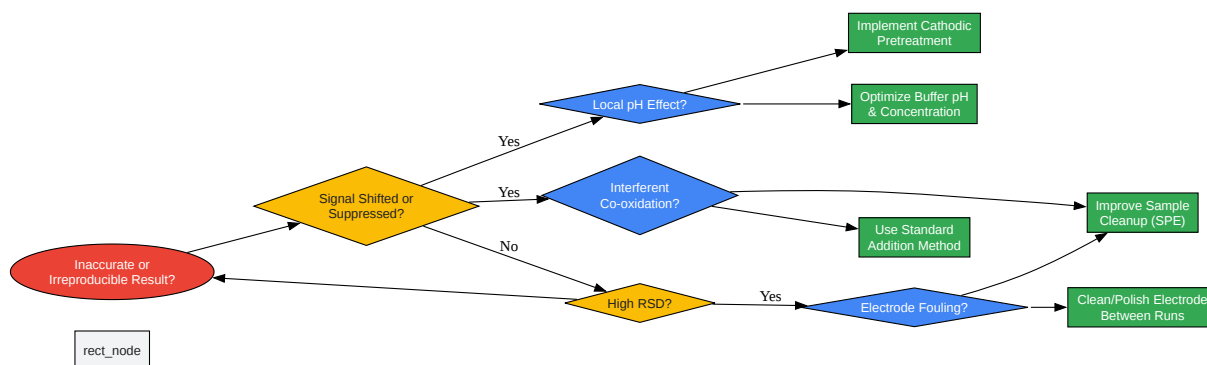 Implement Cathodic
Pretreatment
Local pH Effect?
Optimize Buffer pH
& Concentration
Yes
Signal Shifted or
Suppressed?
Yes
Interferent
Co-oxidation?
Improve Sample
Cleanup (SPE)
Use Standard
Addition Method
No
Inaccurate or
Irreproducible Result?
High RSD?
Yes
Electrode Fouling?
Clean/Polish Electrode
Between Runs
rect_node